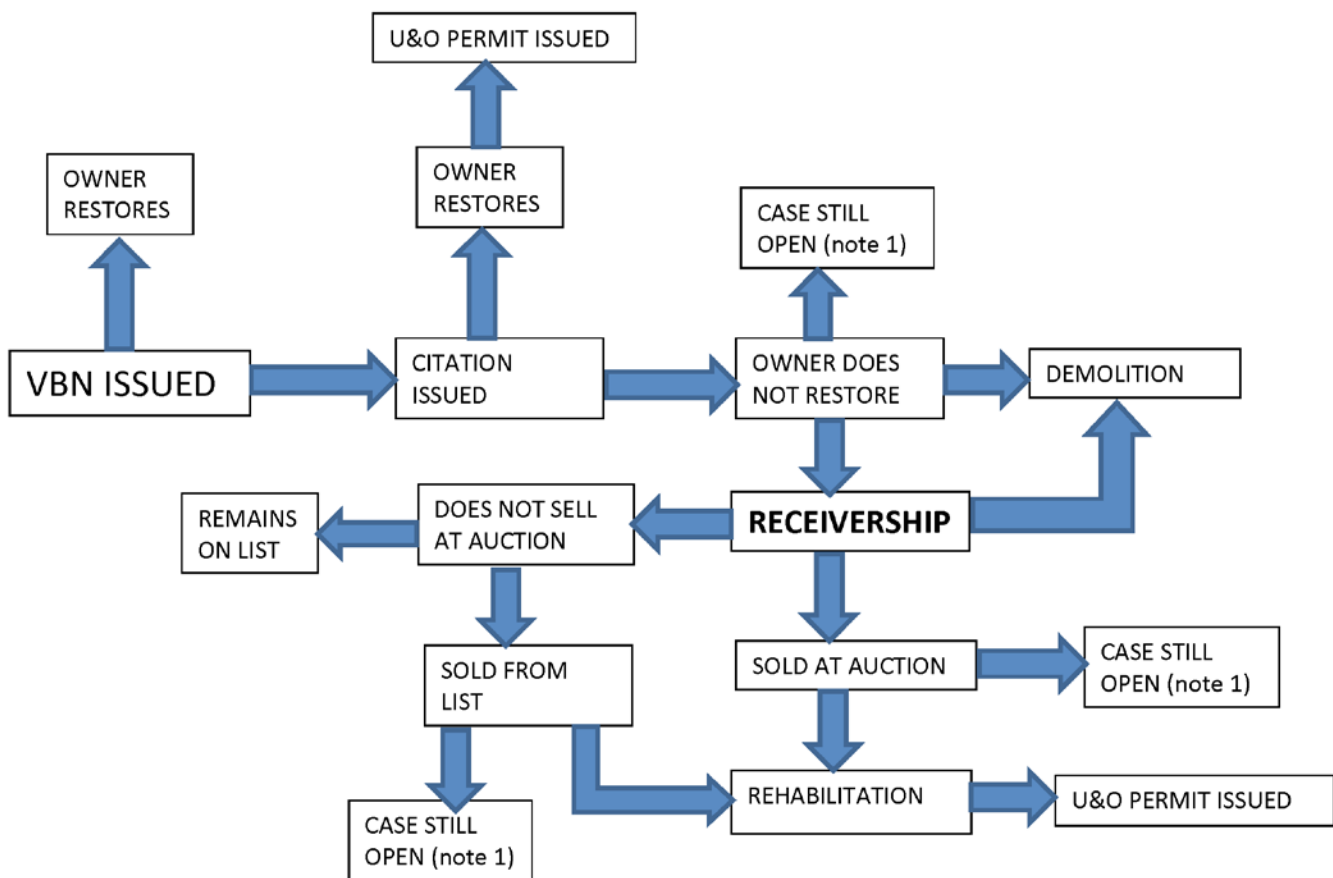 U&O PERMIT ISSUED
OWNER
RESTORES
OWNER
RESTORES
CASE STILL
OPEN (note 1)
VBN ISSUED
CITATION
ISSUED
OWNER DOES
NOT RESTORE
DEMOLITION
REMAINS
ON LIST
DOES NOT SELL
AT AUCTION
RECEIVERSHIP
SOLD FROM
LIST
SOLD AT AUCTION
CASE STILL
OPEN (note 1)
CASE STILL
OPEN (note 1)
REHABILITATION
U&O PERMIT ISSUED